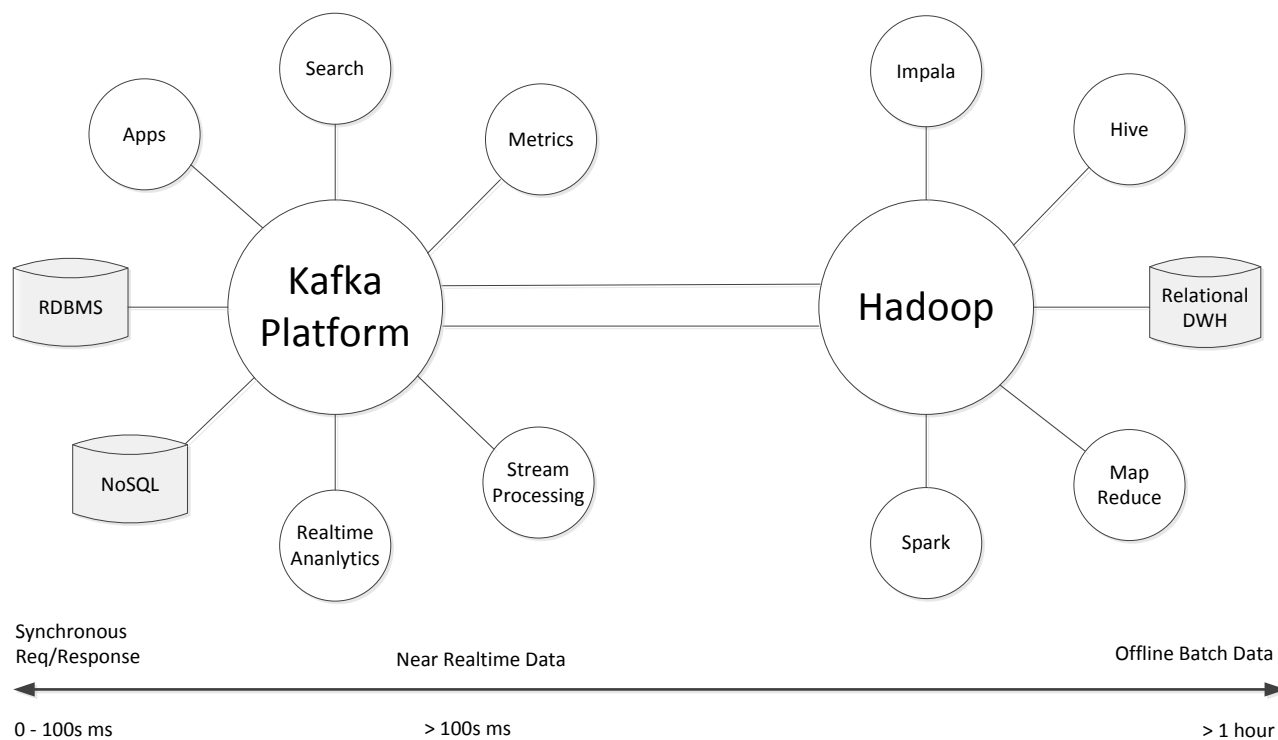 Search
Impala
Apps
Metrics
Hive
Kafka
Platform
Hadoop
RDBMS
Relational
DWH
NoSQL
Stream
Processing
Map
Reduce
Realtime
Ananlytics
Spark
Synchronous
Req/Response
Near Realtime Data
Offline Batch Data
0 - 100s ms
> 100s ms
> 1 hour